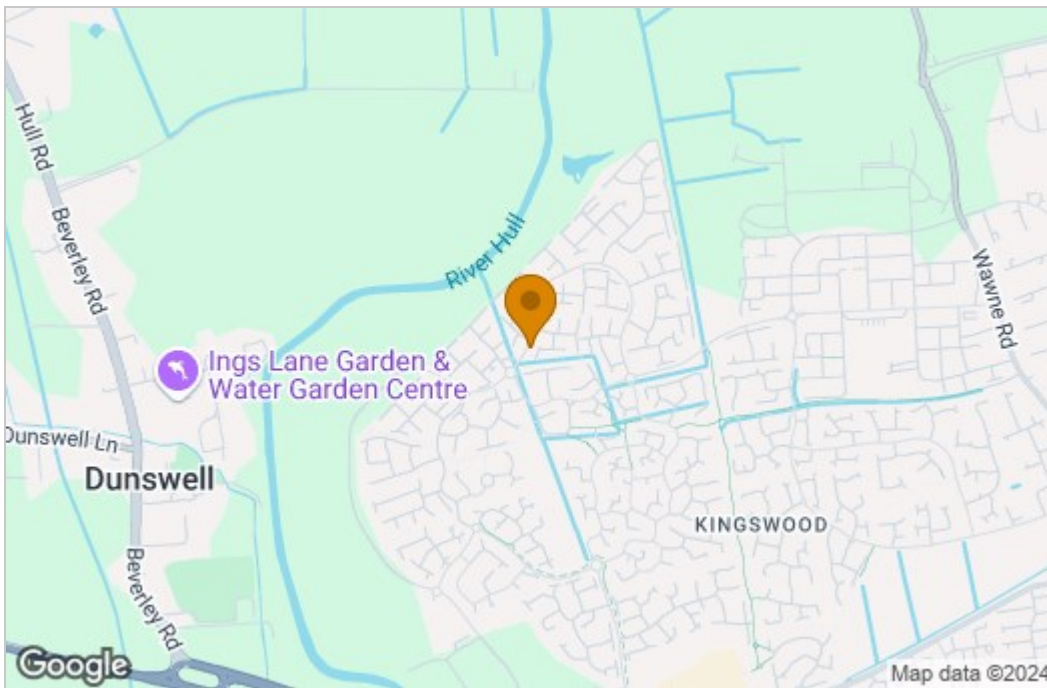 Hull Rd
Beverley Rd
River Hull
Wawne Rd
Ings Lane Garden &
Water Garden Centre
Dunswell Ln
Dunswell
KINGSWOOD
Beverley Rd
Google
Map data ©2024